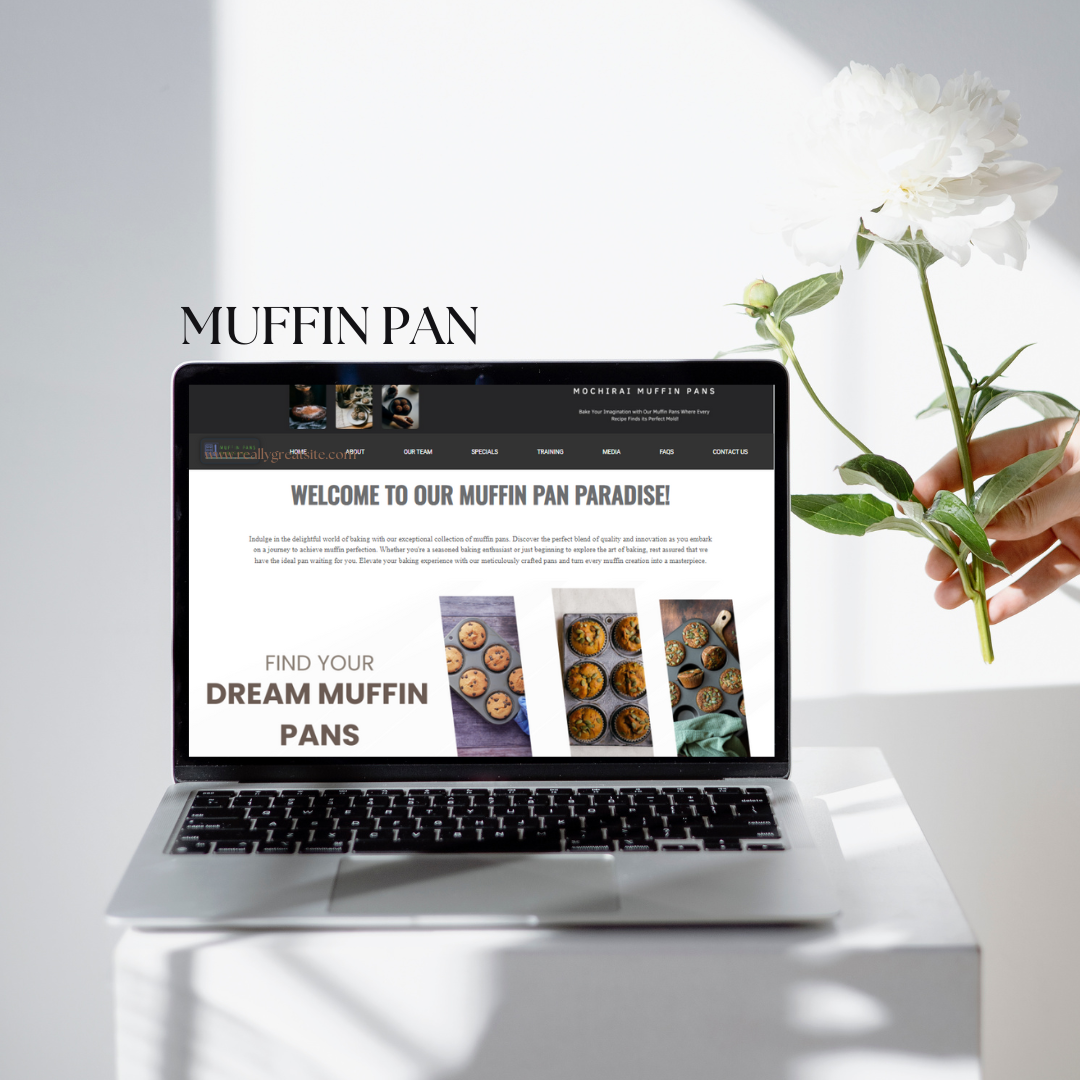 MUFFIN PAN
MOCHIRAI MUFFIN PANS
Bake Your Imagination with Our Muffin Pans Where Every
Recipe Finds Its Perfect Mold!
www.reallygreatsite.com
HOME ABOUT OUR TEAM SPECIALS TRAINING MEDIA FAQS CONTACT US
WELCOME TO OUR MUFFIN PAN PARADISE!
Indulge in the delightful world of baking with our exceptional collection of muffin pans. Discover the perfect blend of quality and innovation as you embark
on a journey to achieve muffin perfection. Whether you're a seasoned baking enthusiast or just beginning to explore the art of baking, rest assured that we
have the ideal pan waiting for you. Elevate your baking experience with our meticulously crafted pans and turn every muffin creation into a masterpiece.
FIND YOUR
DREAM MUFFIN
PANS